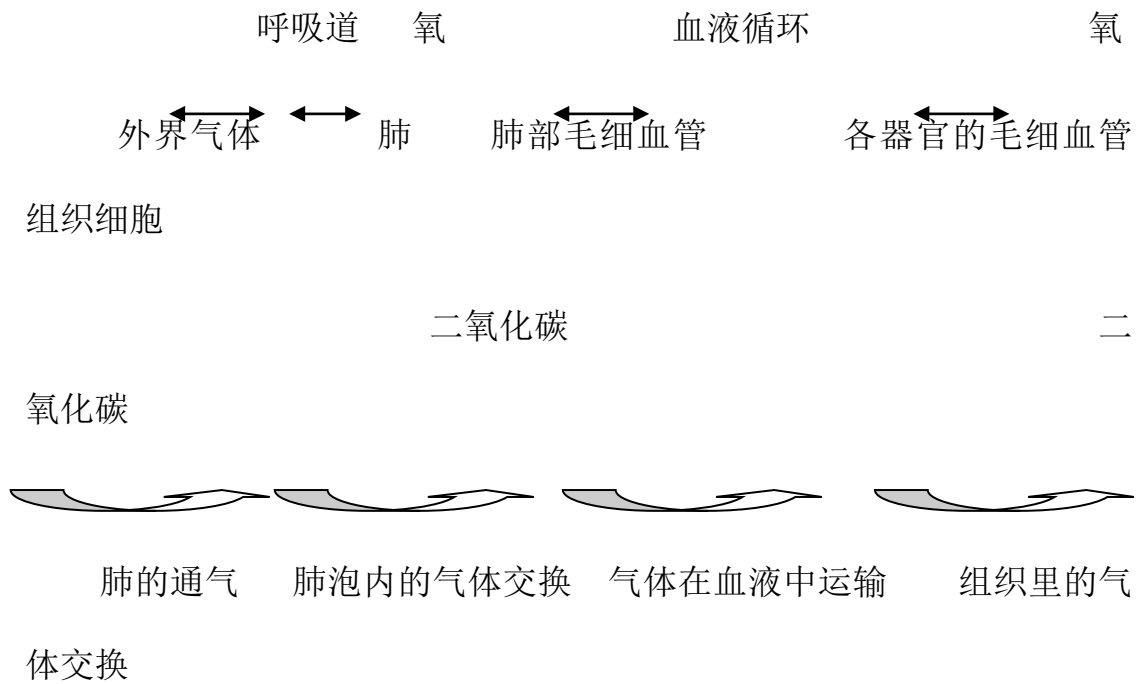 呼吸道 氧 血液循环 氧
外界气体 肺 肺部毛细血管 各器官的毛细血管
组织细胞
二氧化碳 二
氧化碳
肺的通气 肺泡内的气体交换 气体在血液中运输 组织里的气
体交换